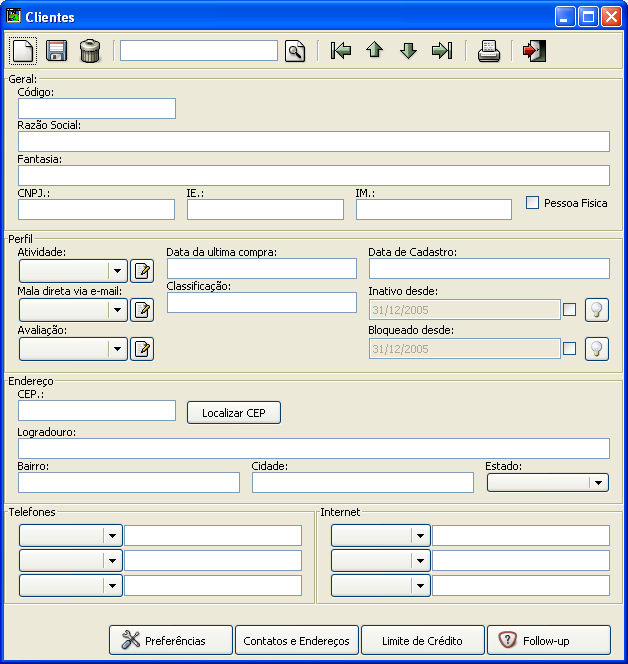 Clientes
Geral:
Código:
Razão Social:
Fantasia:
CNPJ.: IE.: IM.: Pessoa Fisica
Perfil
Atividade: Data da ultima compra: Data de Cadastro:
Mala direta via e-mail: Classificação: Inativo desde:
31/12/2005
Avaliação: Bloqueado desde:
31/12/2005
Endereço
CEP.:
Localizar CEP
Logradouro:
Bairro: Cidade: Estado:
Telefones Internet
Preferências Contatos e Endereços Limite de Crédito Follow-up